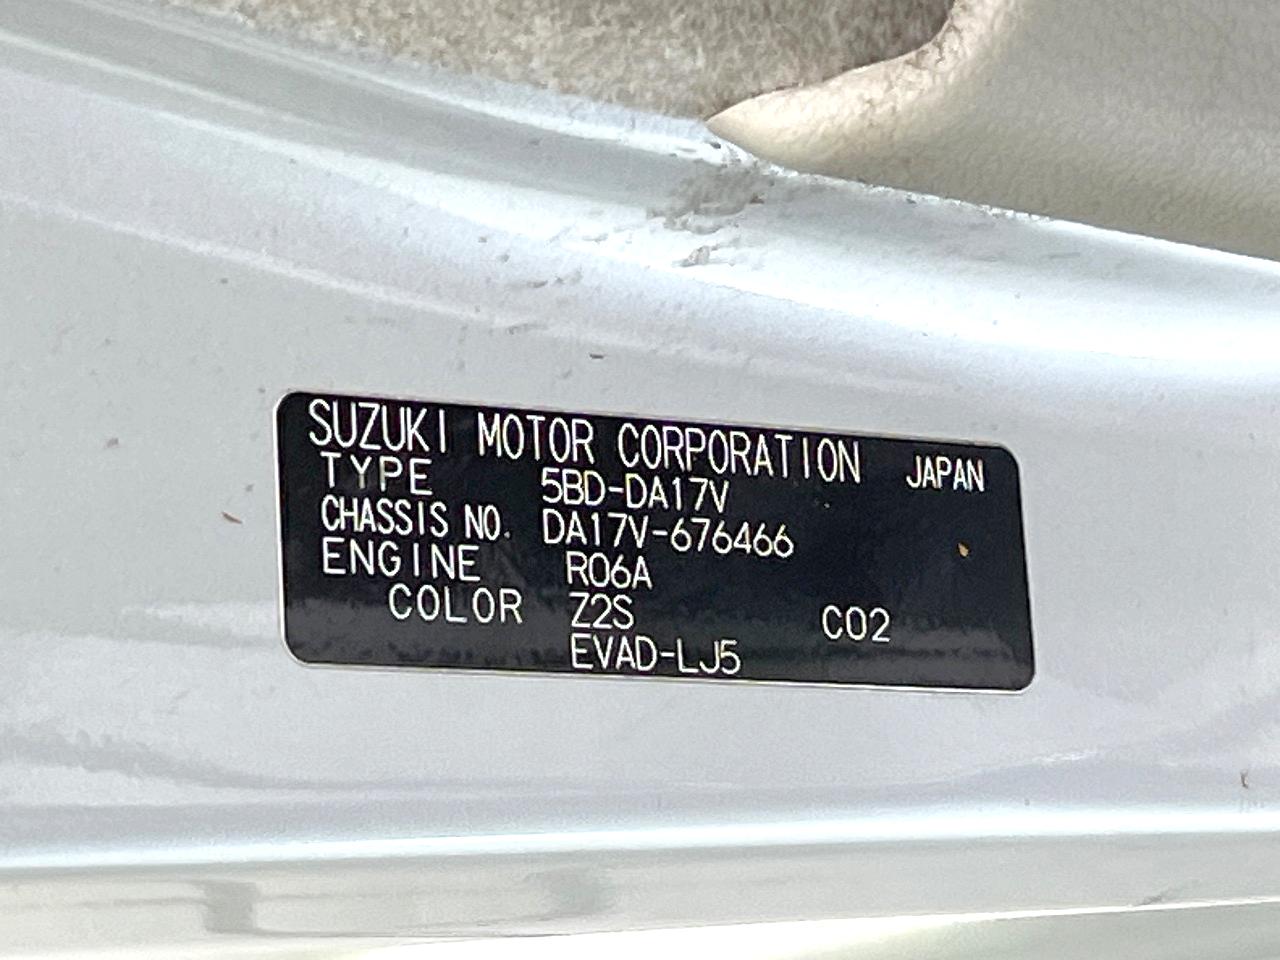 SUZUKI MOTOR CORPORATION JAPAN
TYPE 5BD-DA17V
CHASSIS NO. DA17V-676466
ENGINE R06A
COLOR Z2S C02
EVAD-LJ5